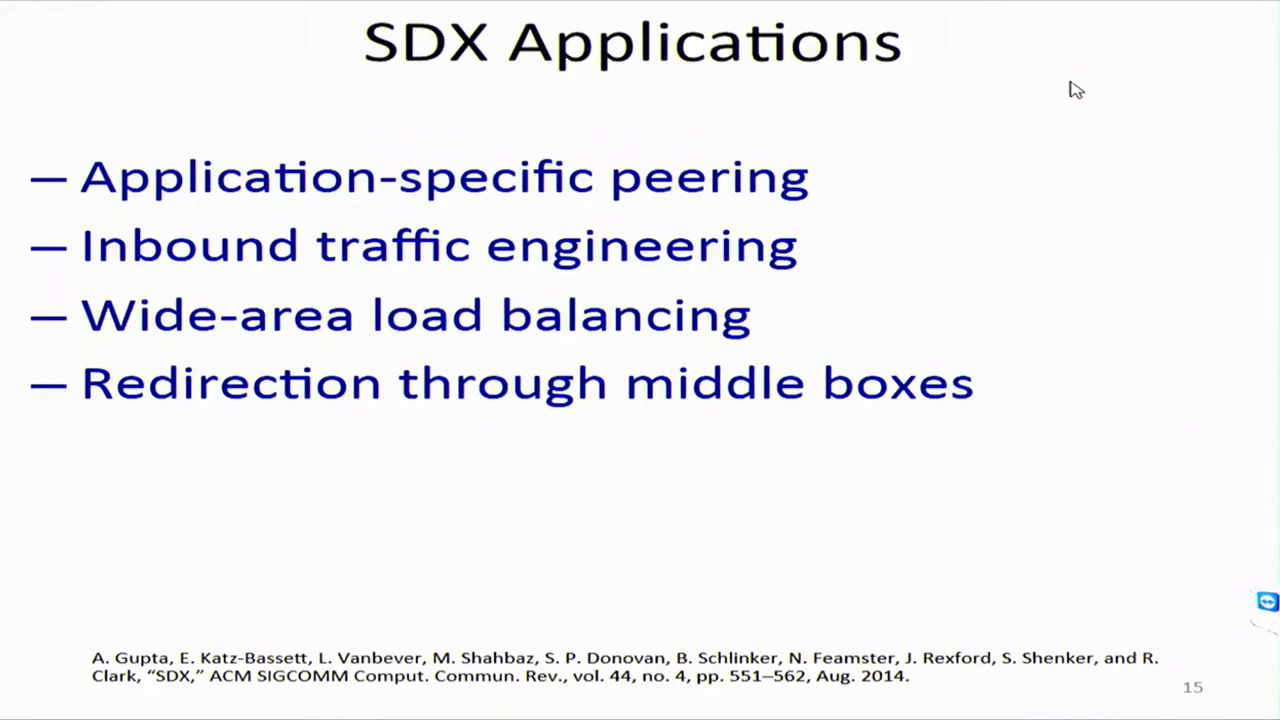 SDX Applications
– Application-specific peering
– Inbound traffic engineering
– Wide-area load balancing
– Redirection through middle boxes
A. Gupta, E. Katz-Bassett, L. Vanbever, M. Shahbaz, S. P. Donovan, B. Schlinker, N. Feamster, J. Rexford, S. Shenker, and R.
Clark, “SDX,” ACM SIGCOMM Comput. Commun. Rev., vol. 44, no. 4, pp. 551–562, Aug. 2014.
15